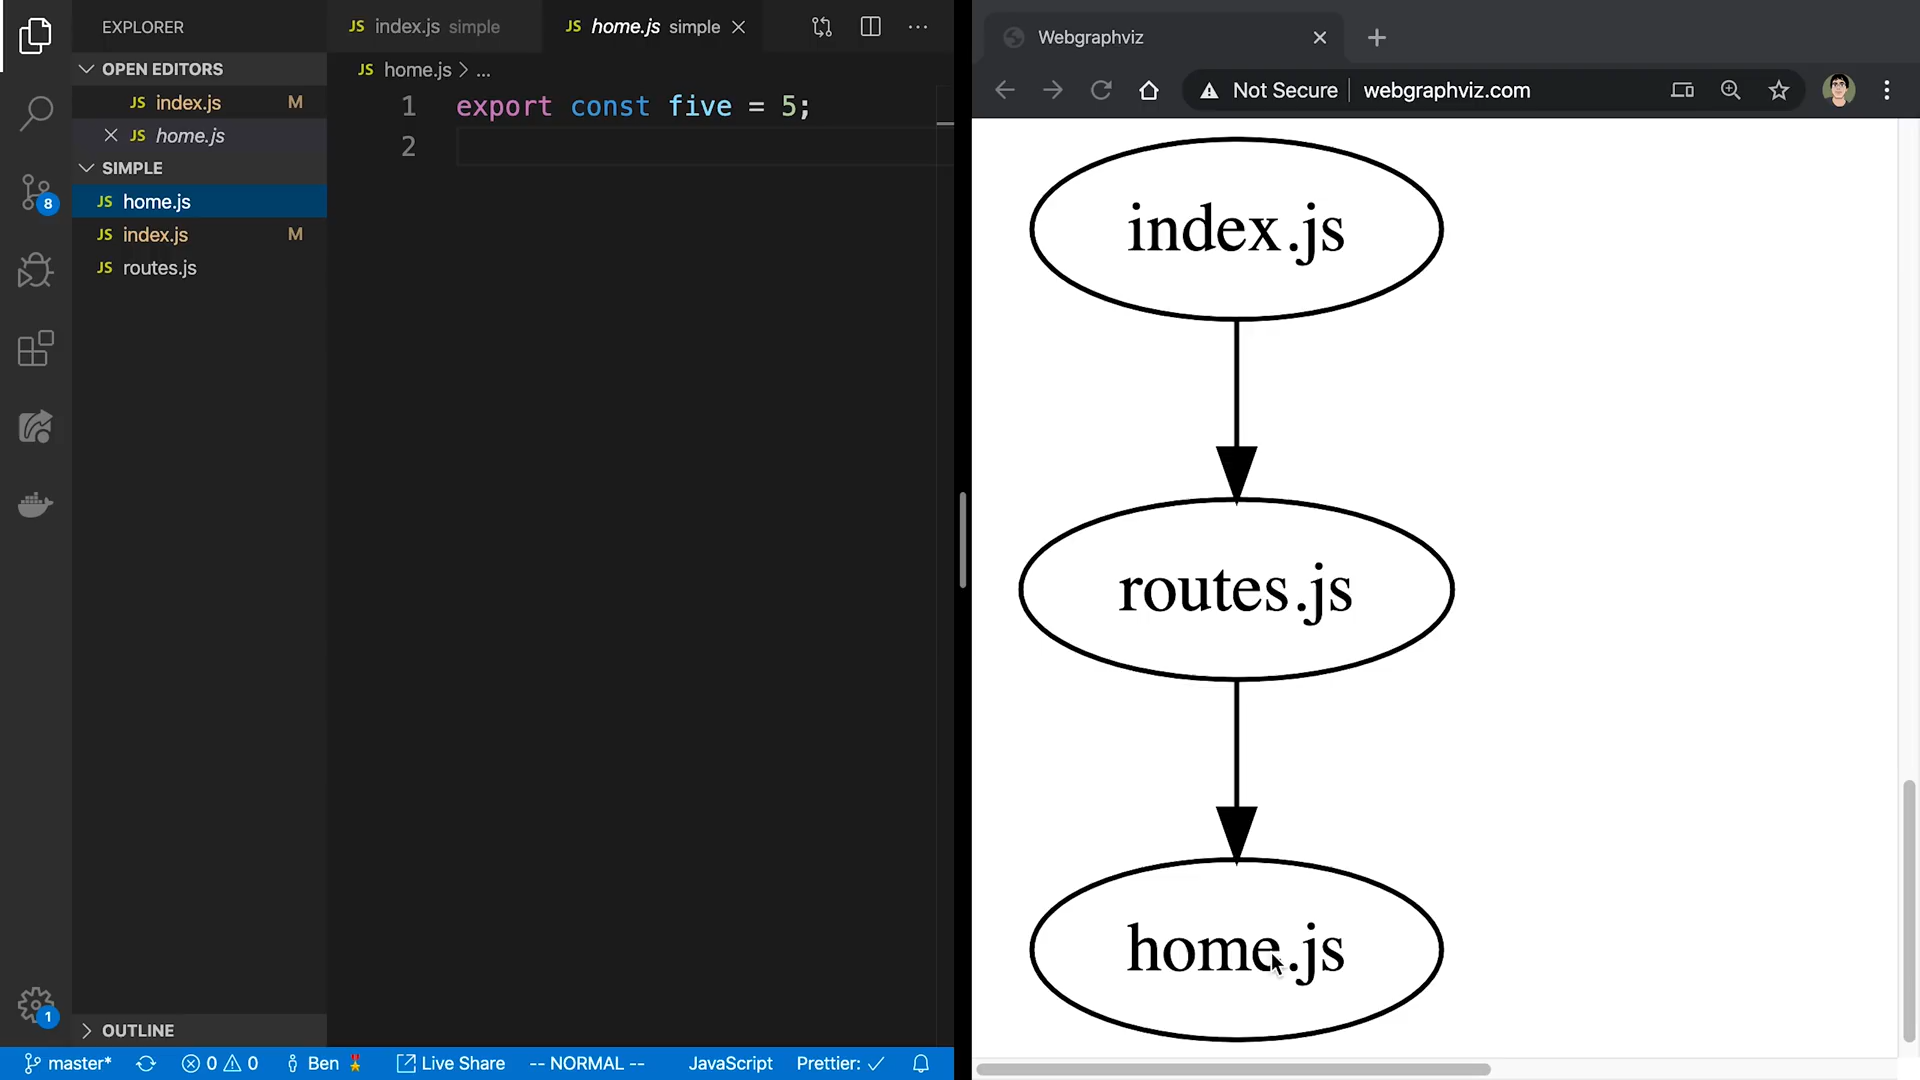 EXPLORER
OPEN EDITORS
JS index.js M
JS home.js
SIMPLE
JS home.js
JS index.js M
JS routes.js
OUTLINE
8
1
JS index.js simple
JS home.js simple
JS home.js > ...
1 export const five = 5;
2
master*
0 0
Ben
Live Share
-- NORMAL --
JavaScript
Prettier: ✓
Webgraphviz
Not Secure
webgraphviz.com
index.js
routes.js
home.js